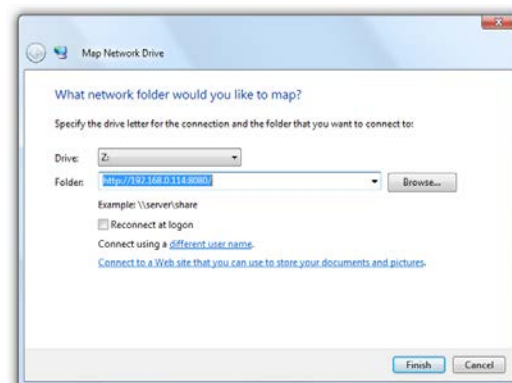 Map Network Drive
What network folder would you like to map?
Specify the drive letter for the connection and the folder that you want to connect to:
Drive: Z:
Folder: http://192.168.0.114:8080/ Browse...
Example: \\server\share
Reconnect at logon
Connect using a different user name.
Connect to a Web site that you can use to store your documents and pictures.
Finish Cancel